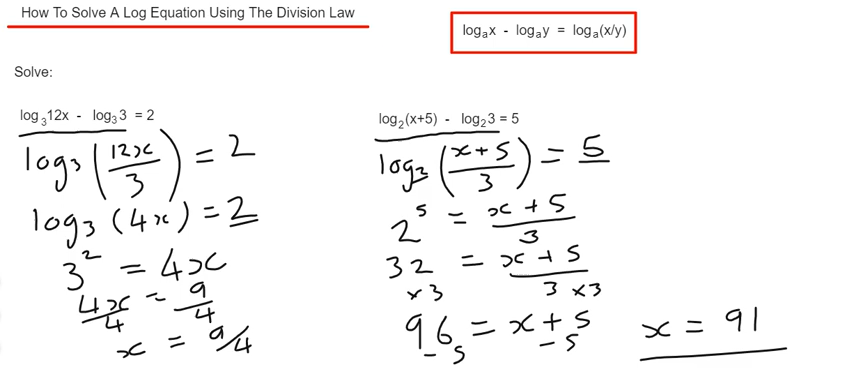 How To Solve A Log Equation Using The Division Law
logₐx - logₐy = logₐ(x/y)
Solve:
log₃12x - log₃3 = 2
log₃(12x/3) = 2
log₃(4x) = 2
3² = 4x
4x/4 = 9/4
x = 9/4
log₂(x+5) - log₂3 = 5
log₂(x+5/3) = 5
2⁵ = x+5/3
32 = x+5/3
×3 ×3
96 = x+5
-5 -5
x = 91